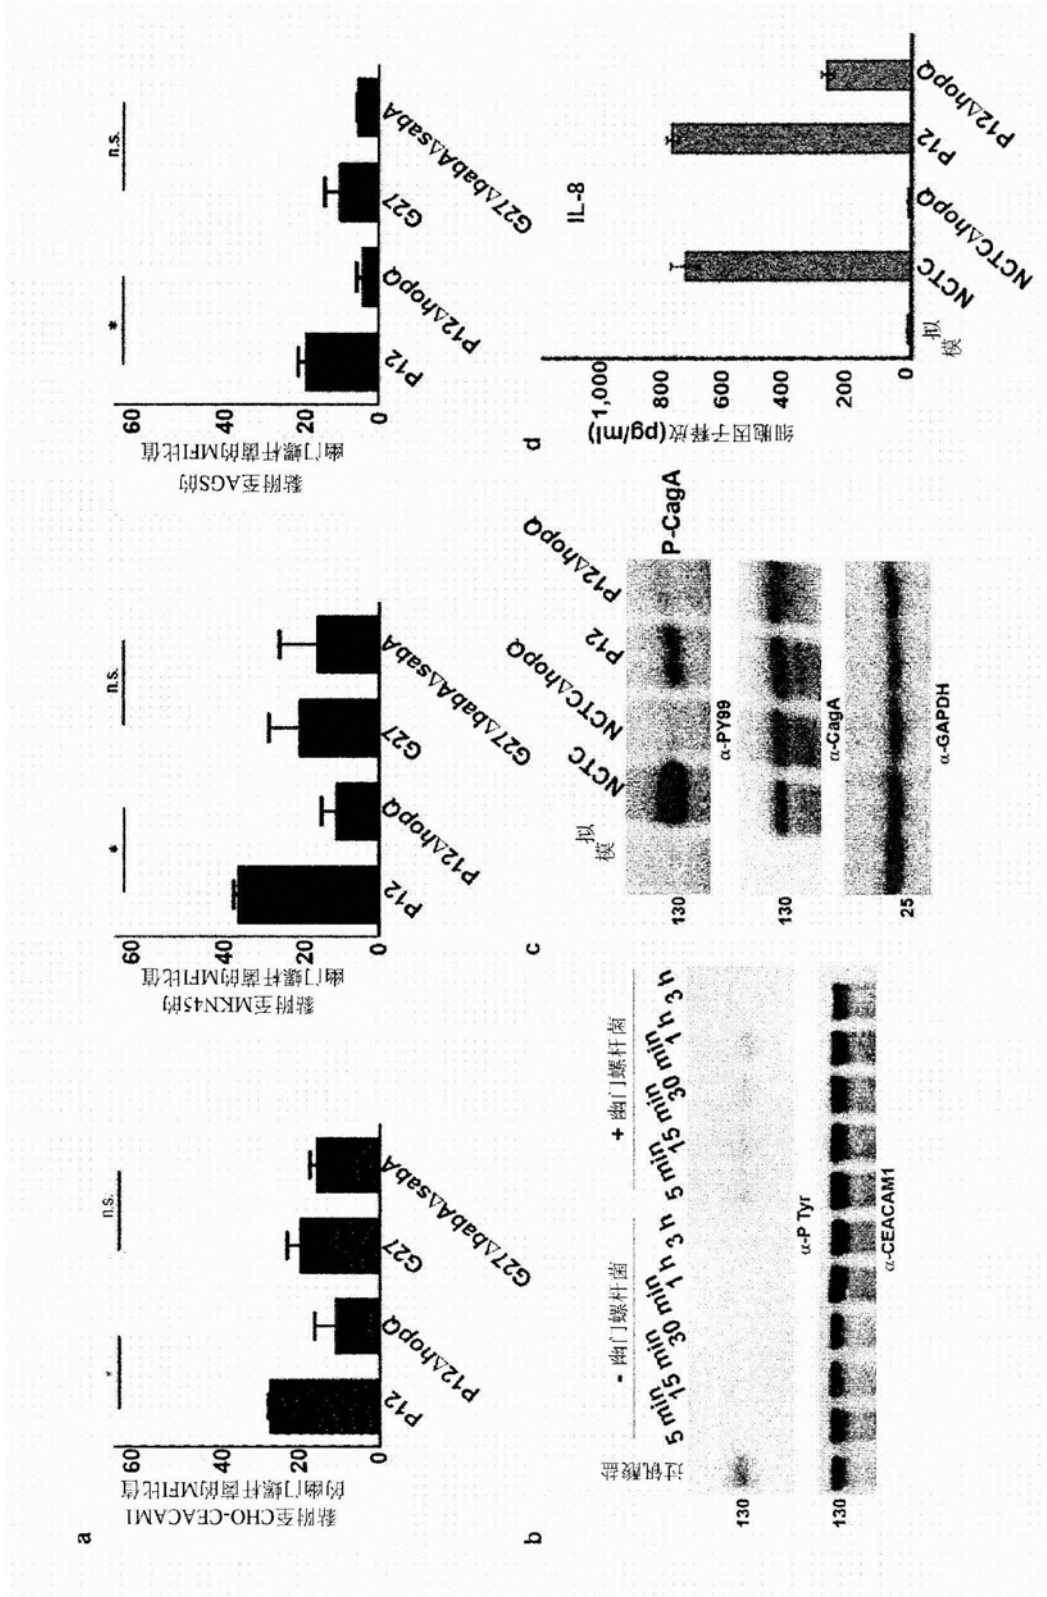 a
黏附至CHO-CEACAM1
的幽门螺杆菌的MFI比值
60
40
20
0
*
n.s.
P12
P12ΔhopQ
G27
G27ΔbabAΔsabA
黏附至MKN45的
幽门螺杆菌的MFI比值
60
40
20
0
*
n.s.
P12
P12ΔhopQ
G27
G27ΔbabAΔsabA
黏附至AGS的
幽门螺杆菌的MFI比值
60
40
20
0
*
n.s.
P12
P12ΔhopQ
G27
G27ΔbabAΔsabA
b
- 幽门螺杆菌
+ 幽门螺杆菌
过钒酸盐
5 min
15 min
30 min
1 h
3 h
5 min
15 min
30 min
1 h
3 h
130
α-P Tyr
130
α-CEACAM1
c
模拟
NCTC
NCTCΔhopQ
P12
P12ΔhopQ
130
P-CagA
α-PY99
130
α-CagA
25
α-GAPDH
d
IL-8
细胞因子释放(pg/ml)
1,000
800
600
400
200
0
模拟
NCTC
NCTCΔhopQ
P12
P12ΔhopQ